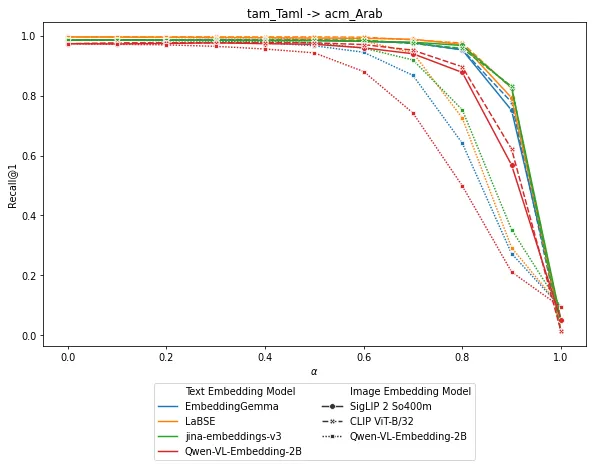 tam_Taml -> acm_Arab
Recall@1
1.0
0.8
0.6
0.4
0.2
0.0
0.0 0.2 0.4 0.6 0.8 1.0
α
Text Embedding Model
EmbeddingGemma
LaBSE
jina-embeddings-v3
Qwen-VL-Embedding-2B
Image Embedding Model
SigLIP 2 So400m
CLIP ViT-B/32
Qwen-VL-Embedding-2B